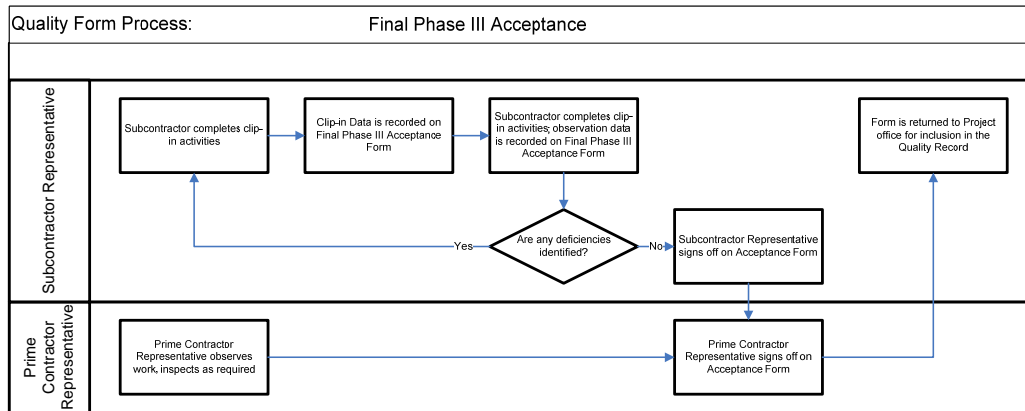 Quality Form Process:
Final Phase III Acceptance
Subcontractor Representative
Subcontractor completes clip-
in activities
Clip-in Data is recorded on
Final Phase III Acceptance
Form
Subcontractor completes clip-
in activities; observation data
is recorded on Final Phase III
Acceptance Form
Form is returned to Project
office for inclusion in the
Quality Record
Are any deficiencies
identified?
Yes
No
Subcontractor Representative
signs off on Acceptance Form
Prime
Contractor
Representative
Prime Contractor
Representative observes
work, inspects as required
Prime Contractor
Representative signs off on
Acceptance Form